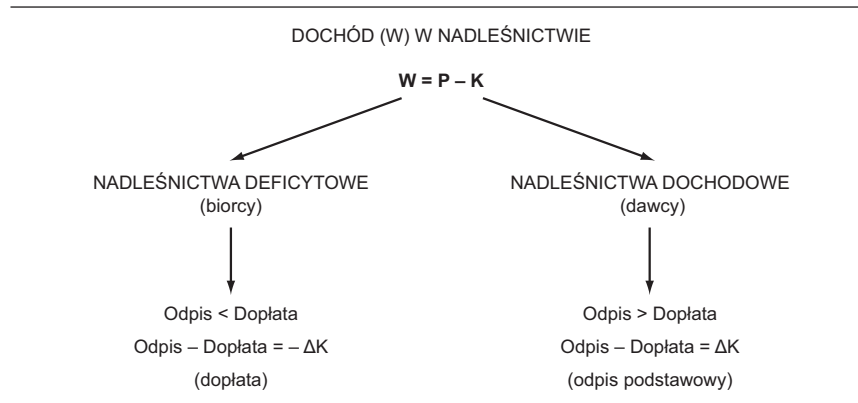 DOCHÓD (W) W NADLEŚNICTWIE
W = P – K
NADLEŚNICTWA DEFICYTOWE
(biorcy)
Odpis < Dopłata
Odpis – Dopłata = – ΔK
(dopłata)
NADLEŚNICTWA DOCHODOWE
(dawcy)
Odpis > Dopłata
Odpis – Dopłata = ΔK
(odpis podstawowy)